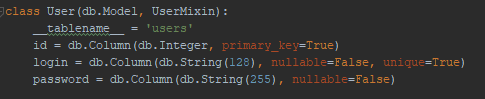 class User(db.Model, UserMixin):
    __tablename__ = 'users'
    id = db.Column(db.Integer, primary_key=True)
    login = db.Column(db.String(128), nullable=False, unique=True)
    password = db.Column(db.String(255), nullable=False)